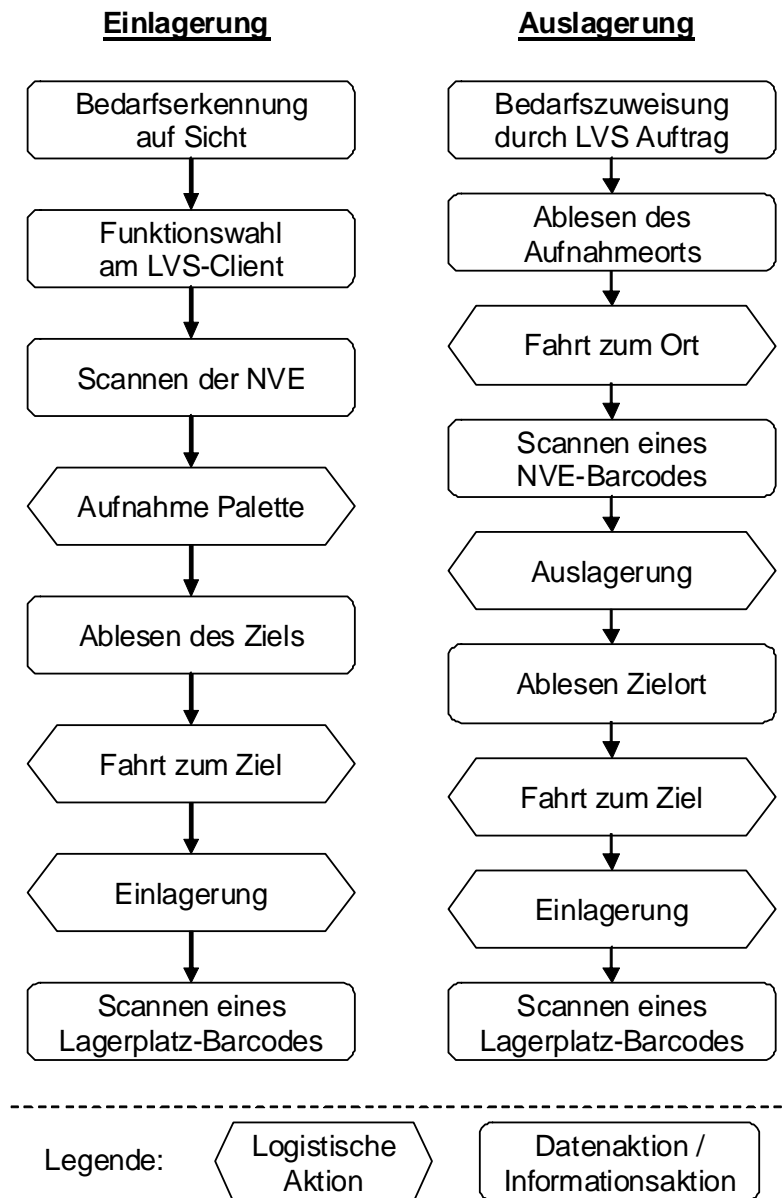 Einlagerung
Bedarfserkennung
auf Sicht
Funktionswahl
am LVS-Client
Scannen der NVE
Aufnahme Palette
Ablesen des Ziels
Fahrt zum Ziel
Einlagerung
Scannen eines
Lagerplatz-Barcodes
Auslagerung
Bedarfszuweisung
durch LVS Auftrag
Ablesen des
Aufnahmeorts
Fahrt zum Ort
Scannen eines
NVE-Barcodes
Auslagerung
Ablesen Zielort
Fahrt zum Ziel
Einlagerung
Scannen eines
Lagerplatz-Barcodes
Legende:
Logistische
Aktion
Datenaktion /
Informationsaktion